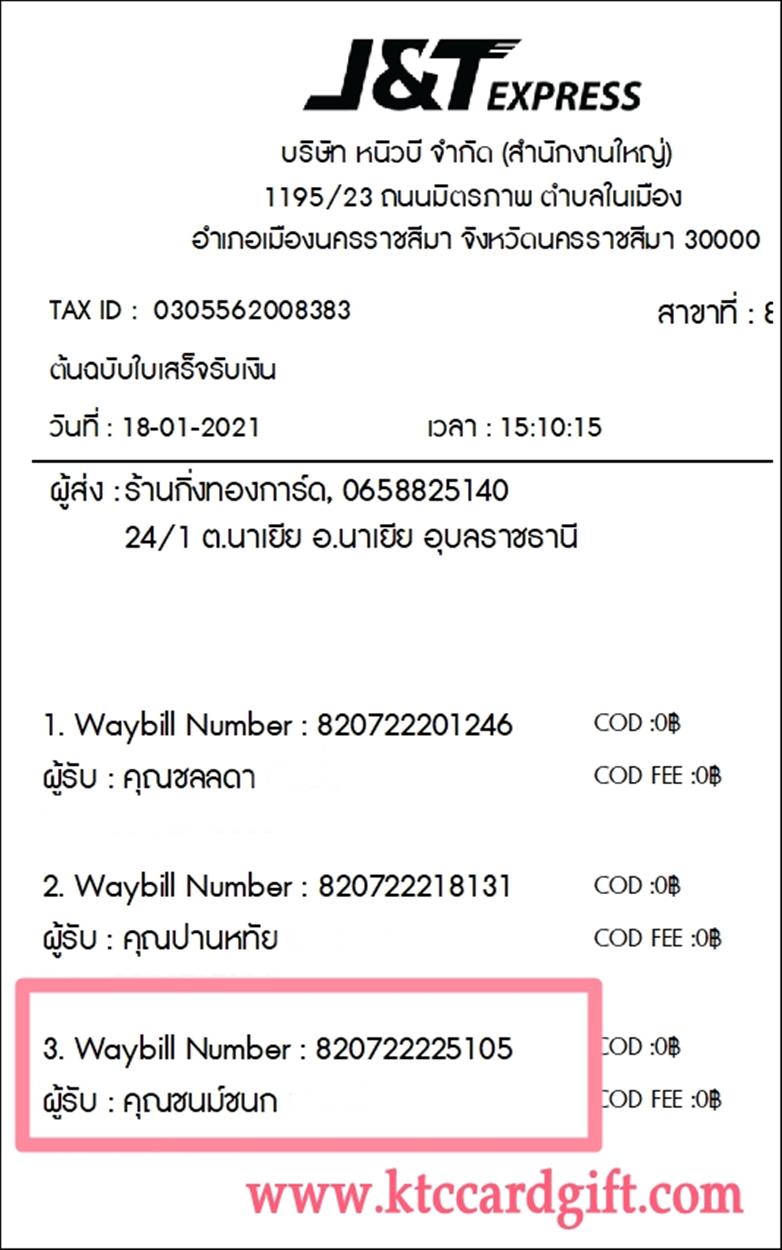 J&T EXPRESS
บริษัท หนิวบี จำกัด (สำนักงานใหญ่)
1195/23 ถนนมิตรภาพ ตำบลในเมือง
อำเภอเมืองนครราชสีมา จังหวัดนครราชสีมา 30000
TAX ID : 0305562008383 สาขาที่ :
ต้นฉบับใบเสร็จรับเงิน
วันที่ : 18-01-2021 เวลา : 15:10:15
ผู้ส่ง : ร้านกิ่งทองการ์ด, 0658825140
24/1 ต.นาเยีย อ.นาเยีย อุบลราชธานี
1. Waybill Number : 820722201246 COD :0฿
ผู้รับ : คุณชลลดา COD FEE :0฿
2. Waybill Number : 820722218131 COD :0฿
ผู้รับ : คุณปานหทัย COD FEE :0฿
3. Waybill Number : 820722225105 COD :0฿
ผู้รับ : คุณชนม์ชนก COD FEE :0฿
www.ktccardgift.com